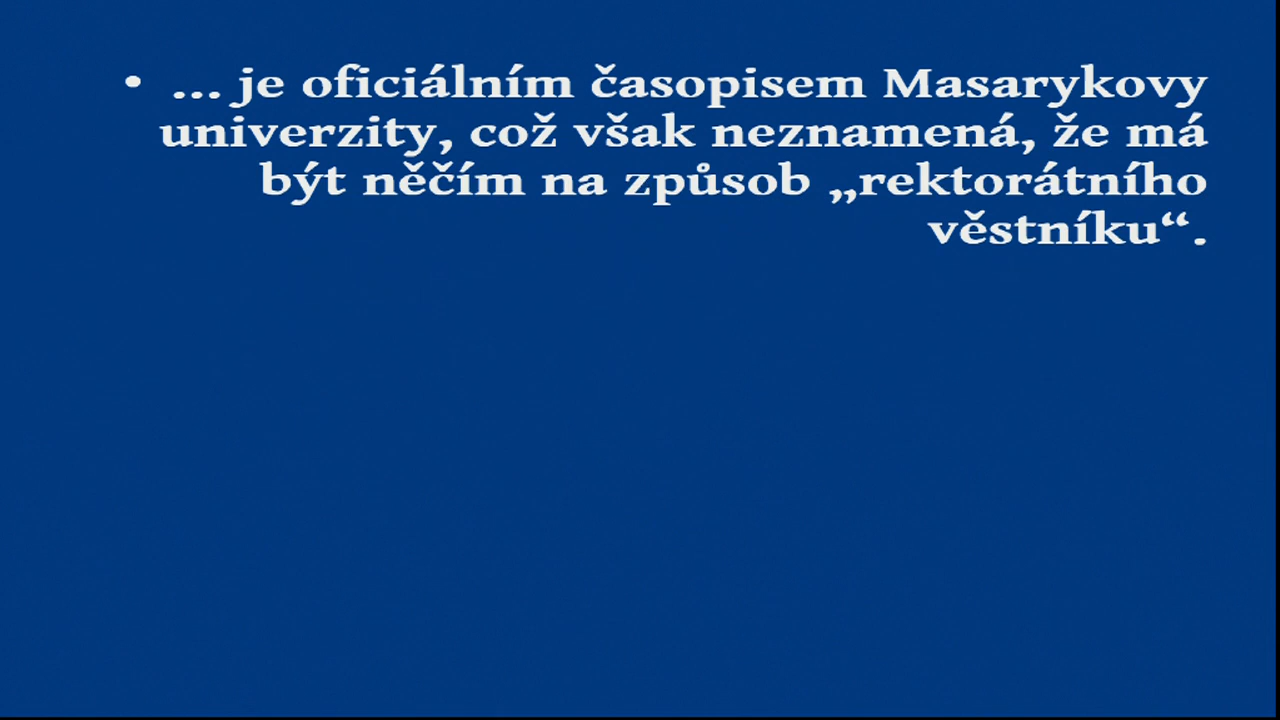 • ... je oficiálním časopisem Masarykovy
univerzity, což však neznamená, že má
být něčím na způsob „rektorátního
věstníku“.